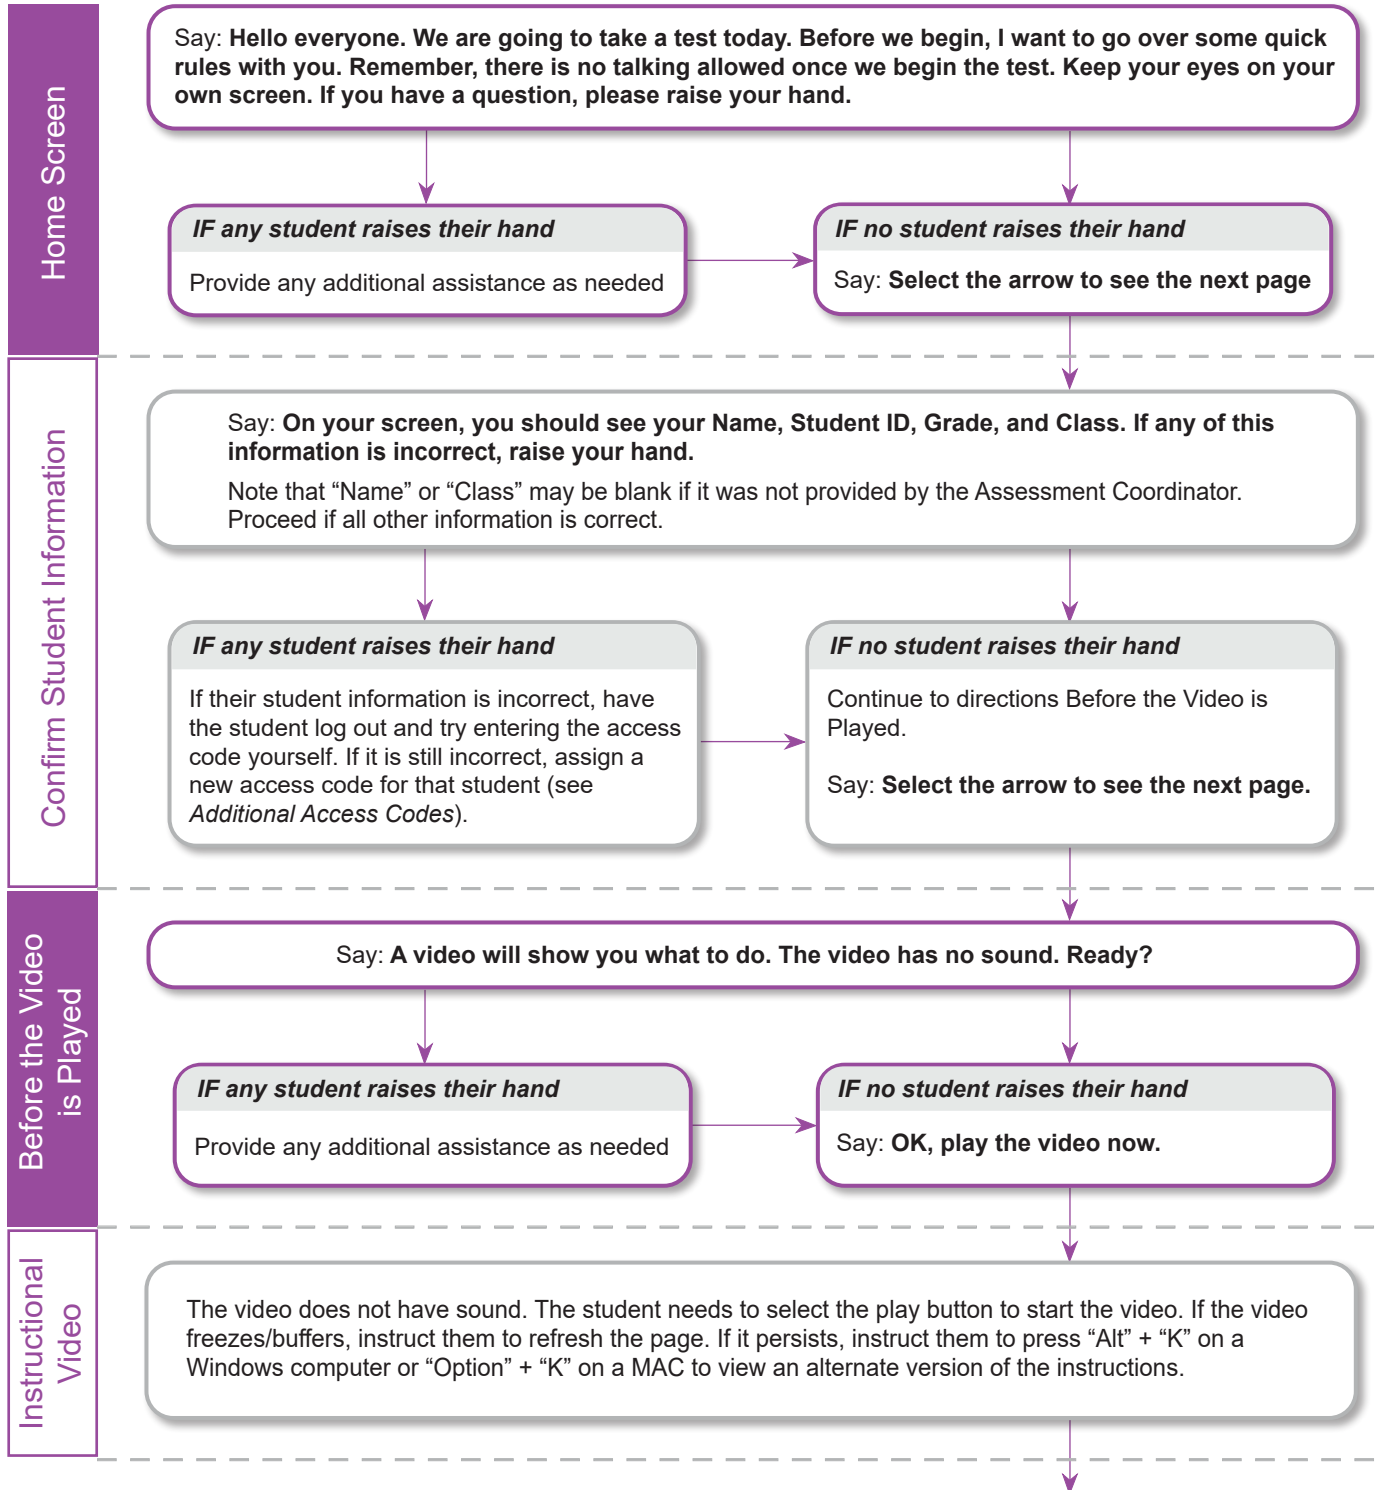 Home Screen
Say: Hello everyone. We are going to take a test today. Before we begin, I want to go over some quick
rules with you. Remember, there is no talking allowed once we begin the test. Keep your eyes on your
own screen. If you have a question, please raise your hand.
IF any student raises their hand
Provide any additional assistance as needed
IF no student raises their hand
Say: Select the arrow to see the next page
Confirm Student Information
Say: On your screen, you should see your Name, Student ID, Grade, and Class. If any of this
information is incorrect, raise your hand.
Note that “Name” or “Class” may be blank if it was not provided by the Assessment Coordinator.
Proceed if all other information is correct.
IF any student raises their hand
If their student information is incorrect, have
the student log out and try entering the access
code yourself. If it is still incorrect, assign a
new access code for that student (see
Additional Access Codes).
IF no student raises their hand
Continue to directions Before the Video is
Played.
Say: Select the arrow to see the next page.
Before the Video
is Played
Say: A video will show you what to do. The video has no sound. Ready?
IF any student raises their hand
Provide any additional assistance as needed
IF no student raises their hand
Say: OK, play the video now.
Instructional
Video
The video does not have sound. The student needs to select the play button to start the video. If the video
freezes/buffers, instruct them to refresh the page. If it persists, instruct them to press “Alt” + “K” on a
Windows computer or “Option” + “K” on a MAC to view an alternate version of the instructions.